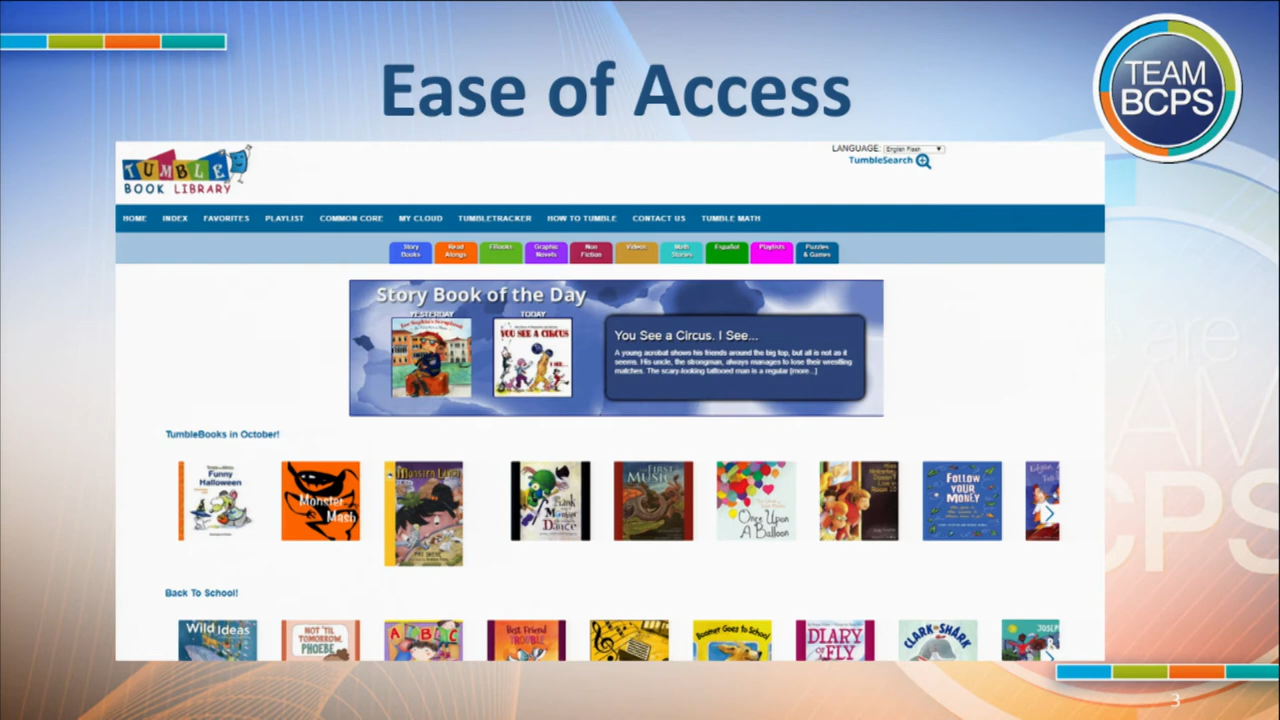 Ease of Access
TEAM
BCPS
TUMBLE
BOOK LIBRARY
LANGUAGE: English Flash
TumbleSearch
HOME INDEX FAVORITES PLAYLIST COMMON CORE MY CLOUD TUMBLETRACKER HOW TO TUMBLE CONTACT US TUMBLE MATH
Story Books Read Alongs EBooks Graphic Novels Non Fiction Videos Math Stories Español Playlists Puzzles & Games
Story Book of the Day
YESTERDAY TODAY
YOU SEE A CIRCUS
You See a Circus. I See...
A young acrobat shows his friends around the big top, but all is not as it
seems. His uncle, the strongman, always manages to lose their wrestling
matches. The scary-looking tattooed man is a regular [more...]
TumbleBooks in October!
Funny
Halloween
Monster
Mash
Frank
Monster
Dance
FIRST
MUSIC
Once Upon
A Balloon
FOLLOW
YOUR
MONEY
Back To School!
Wild Ideas
NOT 'TIL
TOMORROW,
PHOEBE
Best Friend
TROUBLE
Boomer Goes to School
DIARY
OF FLY
CLARK THE SHARK
3